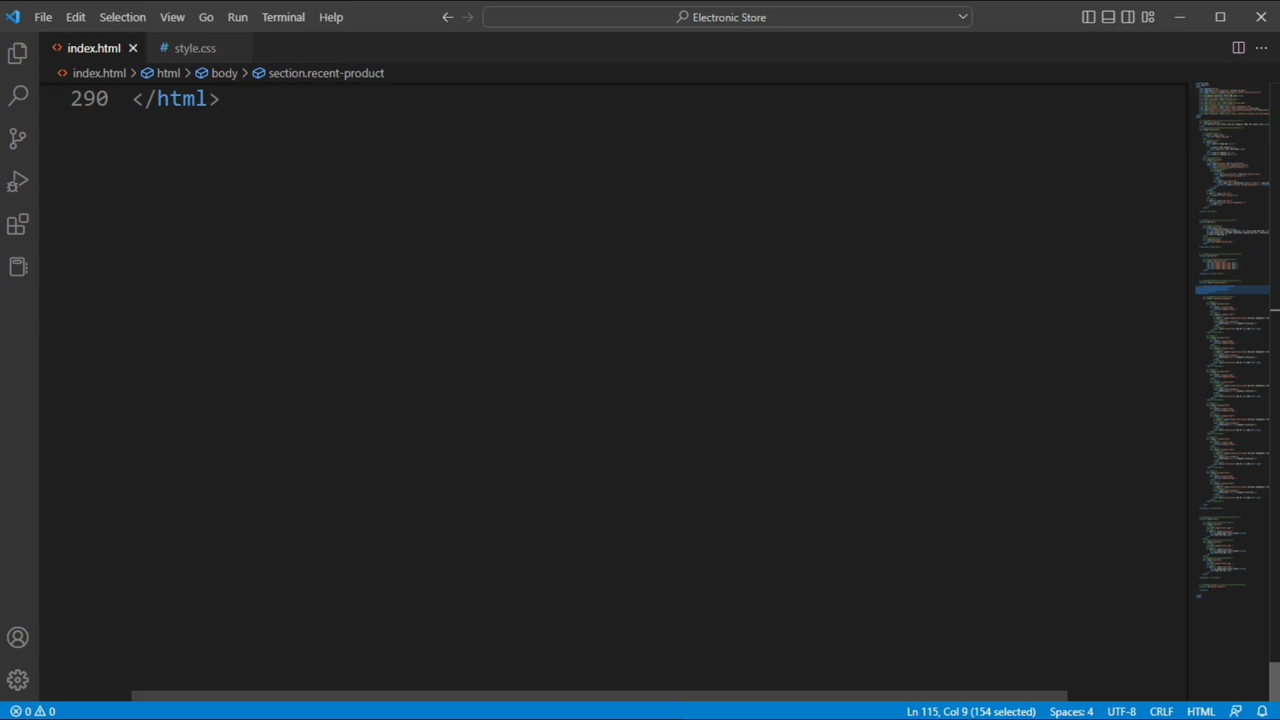 File Edit Selection View Go Run Terminal Help Electronic Store
index.html style.css
index.html html body section.recent-product
290 </html>
0 0 Ln 115, Col 9 (154 selected) Spaces: 4 UTF-8 CRLF HTML